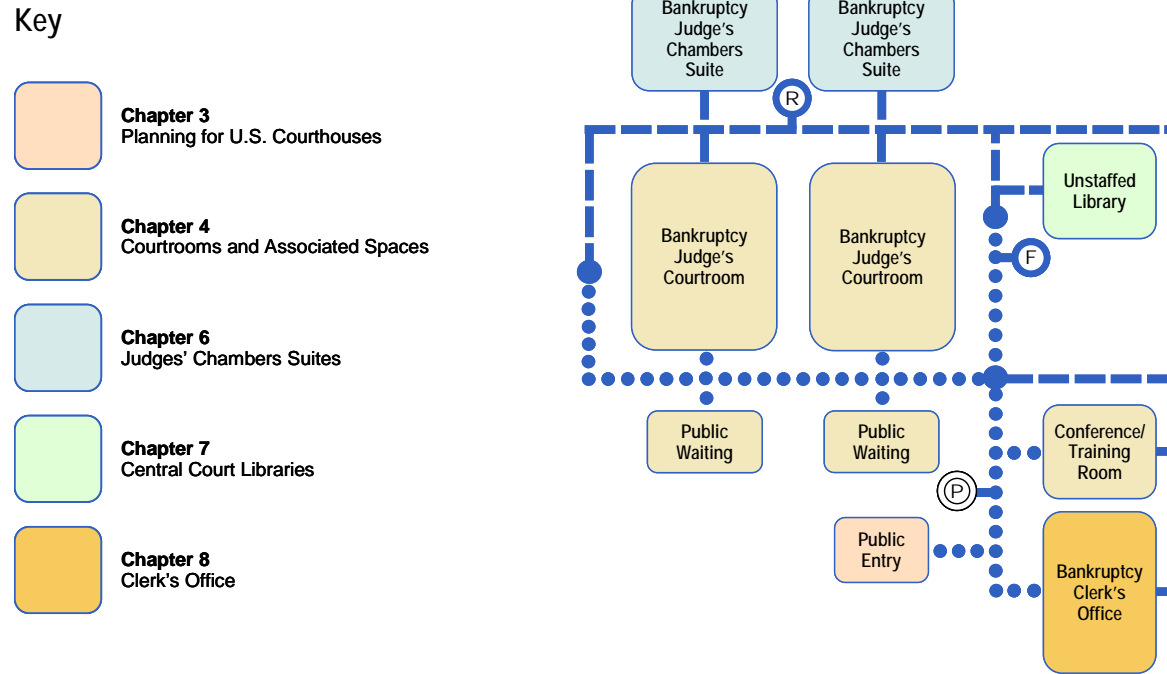 Key
Chapter 3
Planning for U.S. Courthouses
Chapter 4
Courtrooms and Associated Spaces
Chapter 6
Judges' Chambers Suites
Chapter 7
Central Court Libraries
Chapter 8
Clerk's Office
Bankruptcy
Judge's
Chambers
Suite
Bankruptcy
Judge's
Chambers
Suite
R
Bankruptcy
Judge's
Courtroom
Bankruptcy
Judge's
Courtroom
Unstaffed
Library
F
Public
Waiting
Public
Waiting
Conference/
Training
Room
P
Public
Entry
Bankruptcy
Clerk's
Office